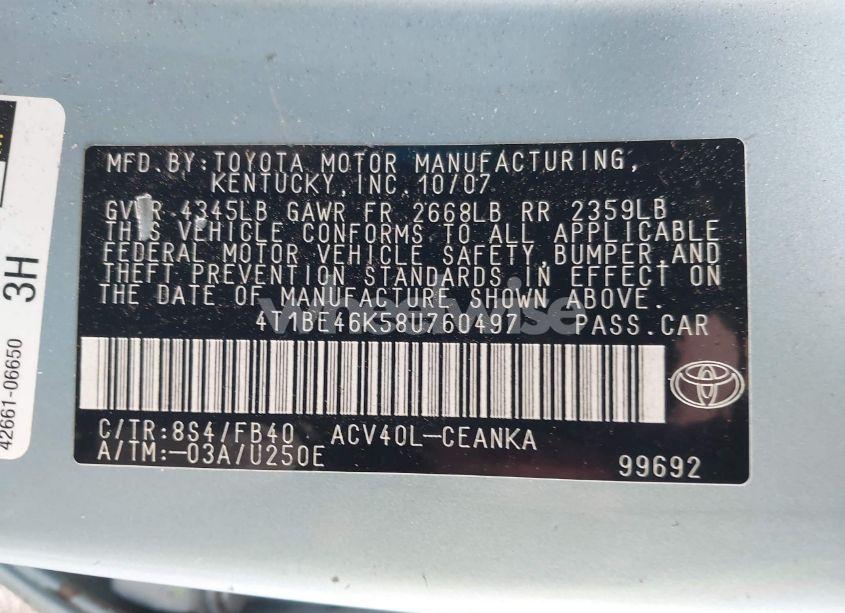 MFD.BY:TOYOTA MOTOR MANUFACTURING,
KENTUCKY,INC. 10/07
GVWR 4345LB GAWR FR 2668LB RR 2359LB
THIS VEHICLE CONFORMS TO ALL APPLICABLE
FEDERAL MOTOR VEHICLE SAFETY,BUMPER,AND
THEFT PREVENTION STANDARDS IN EFFECT ON
THE DATE OF MANUFACTURE SHOWN ABOVE.
4T1BE46K58U760497 PASS.CAR
C/TR:8S4/FB40 ACV40L-CEANKA
A/TM:-03A/U250E
99692
42661-06650
3H